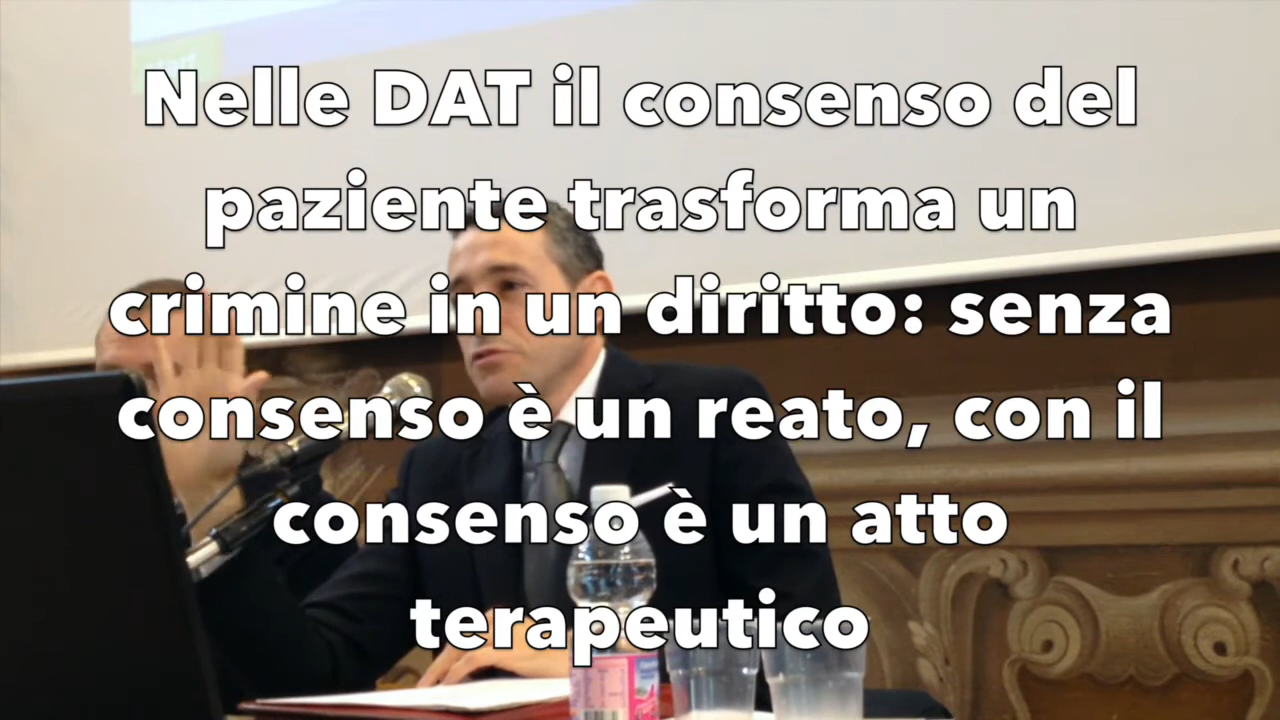 Nelle DAT il consenso del
paziente trasforma un
crimine in un diritto: senza
consenso è un reato, con il
consenso è un atto
terapeutico